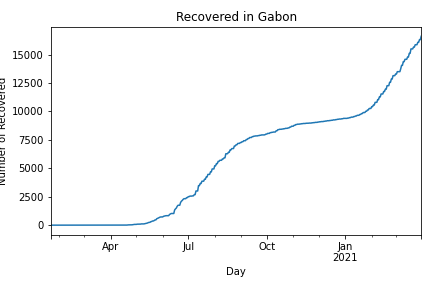 Recovered in Gabon
Number of Recovered
15000
12500
10000
7500
5000
2500
0
Apr
Jul
Oct
Jan
2021
Day